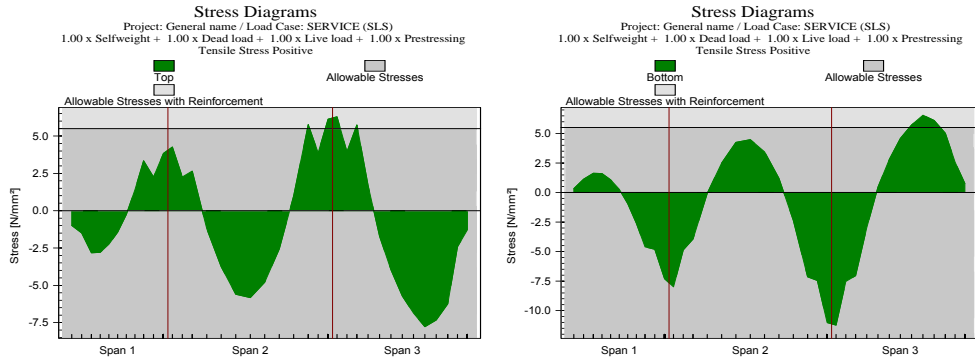 Stress Diagrams
Project: General name / Load Case: SERVICE (SLS)
1.00 x Selfweight + 1.00 x Dead load + 1.00 x Live load + 1.00 x Prestressing
Tensile Stress Positive
Top
Allowable Stresses
Allowable Stresses with Reinforcement
Stress [N/mm²]
5.0
2.5
0.0
-2.5
-5.0
-7.5
Span 1
Span 2
Span 3
Stress Diagrams
Project: General name / Load Case: SERVICE (SLS)
1.00 x Selfweight + 1.00 x Dead load + 1.00 x Live load + 1.00 x Prestressing
Tensile Stress Positive
Bottom
Allowable Stresses
Allowable Stresses with Reinforcement
Stress [N/mm²]
5.0
2.5
0.0
-2.5
-5.0
-7.5
-10.0
Span 1
Span 2
Span 3